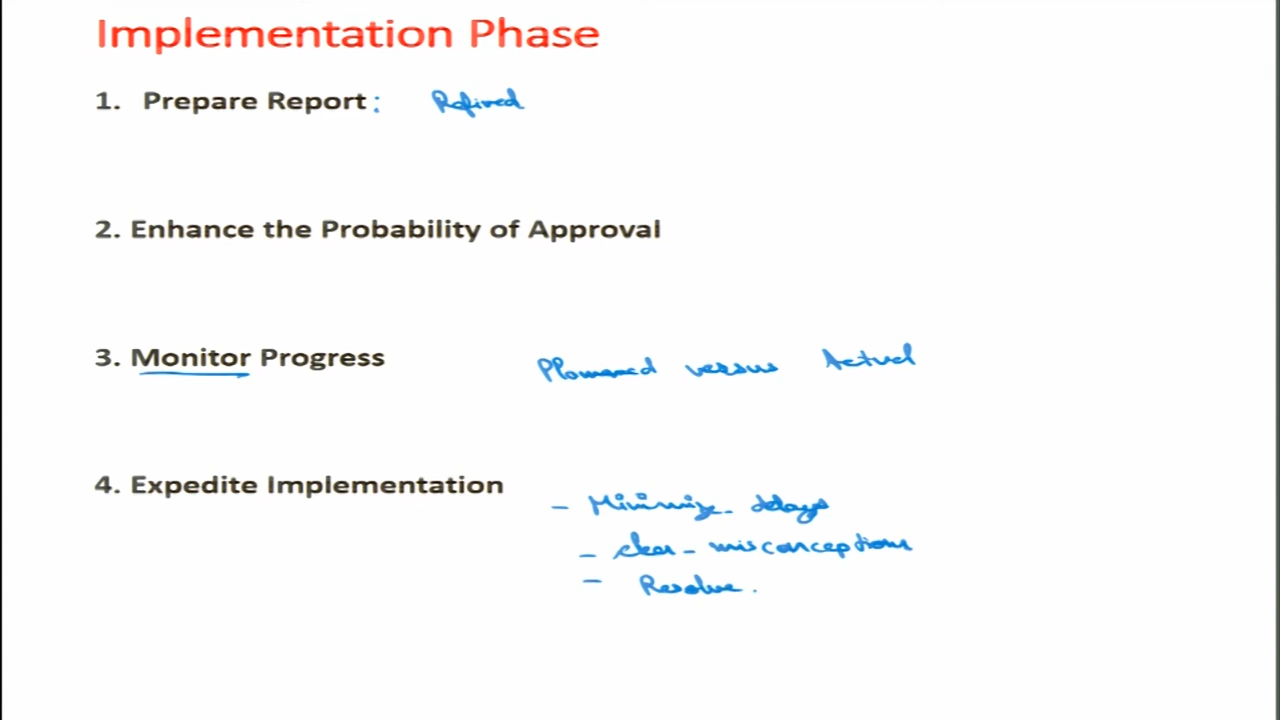 Implementation Phase
1. Prepare Report : Refined
2. Enhance the Probability of Approval
3. Monitor Progress Planned versus Actual
4. Expedite Implementation
- Minimize delays
- clear - misconceptions
- Resolve.